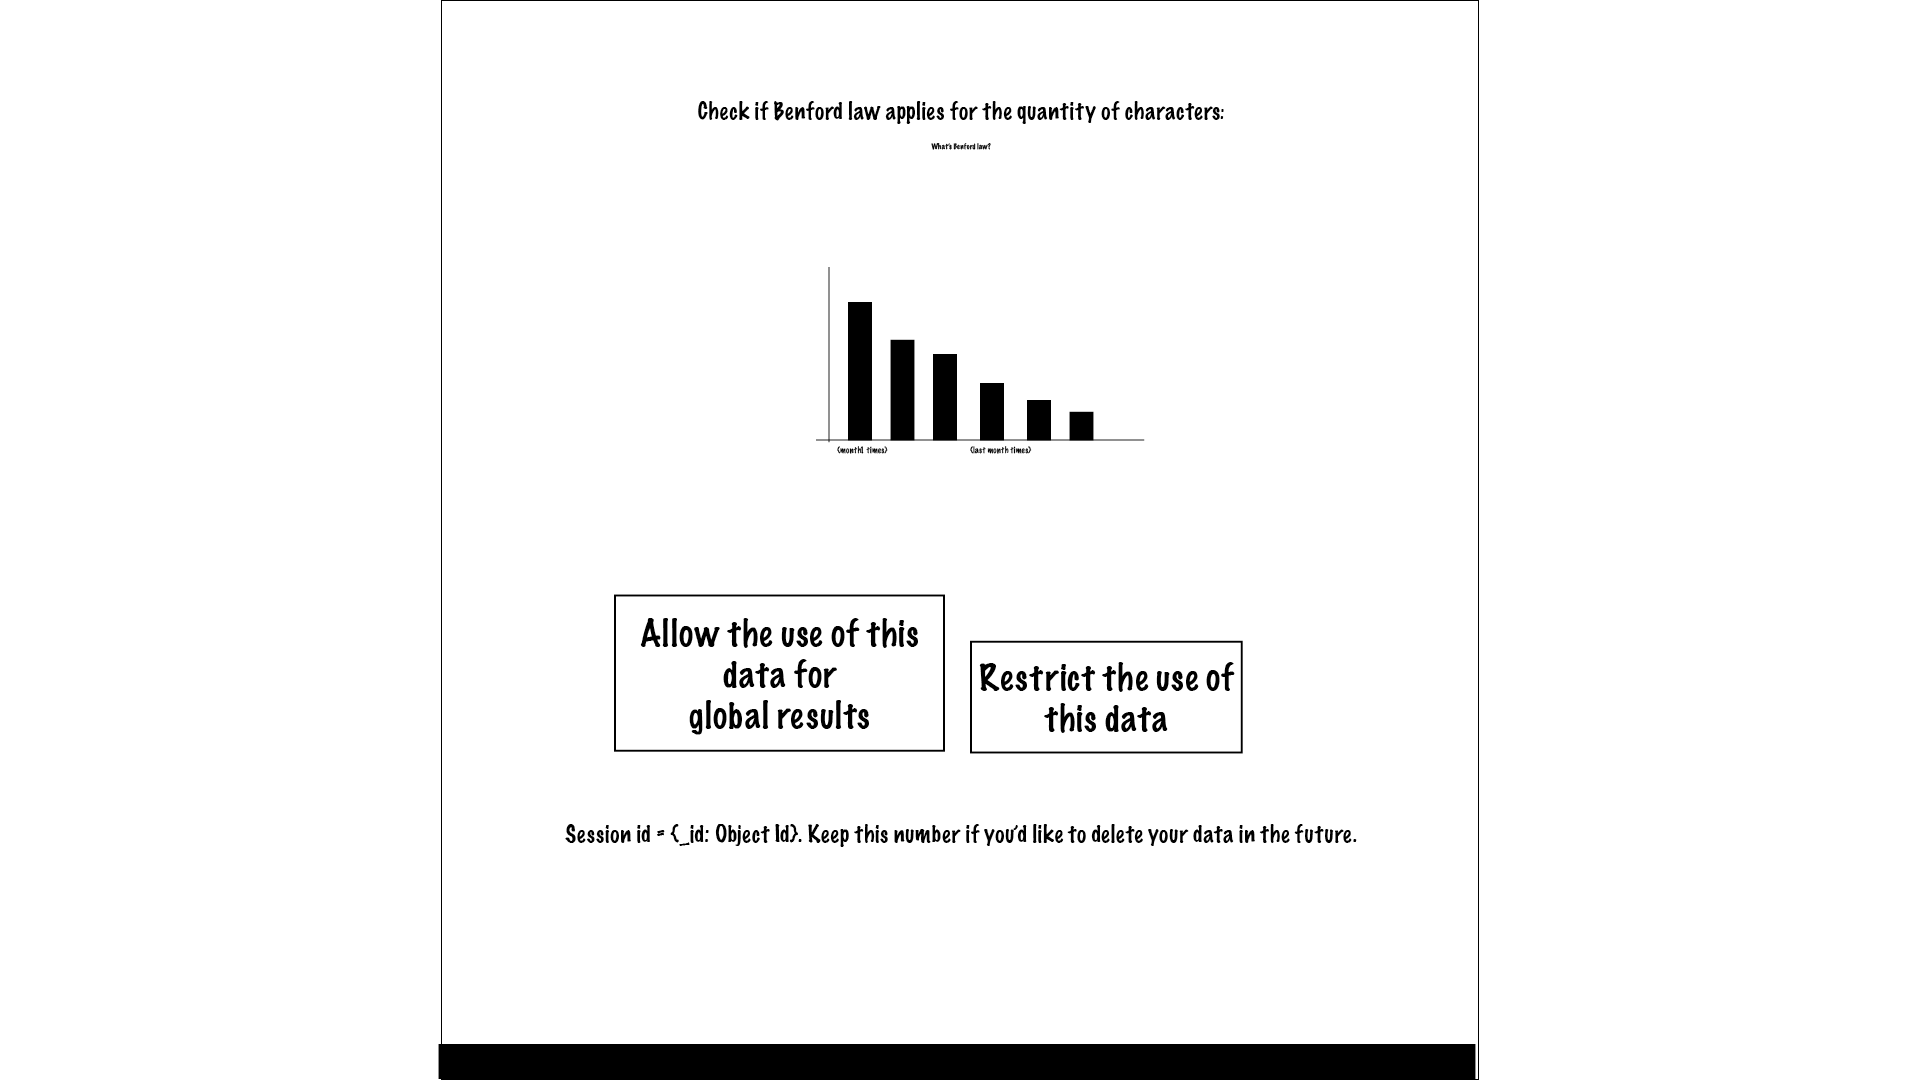 Check if Benford law applies for the quantity of characters:
What's Benford law?
(month1 times)
(last month times)
Allow the use of this
data for
global results
Restrict the use of
this data
Session id = {_id: Object Id}. Keep this number if you'd like to delete your data in the future.